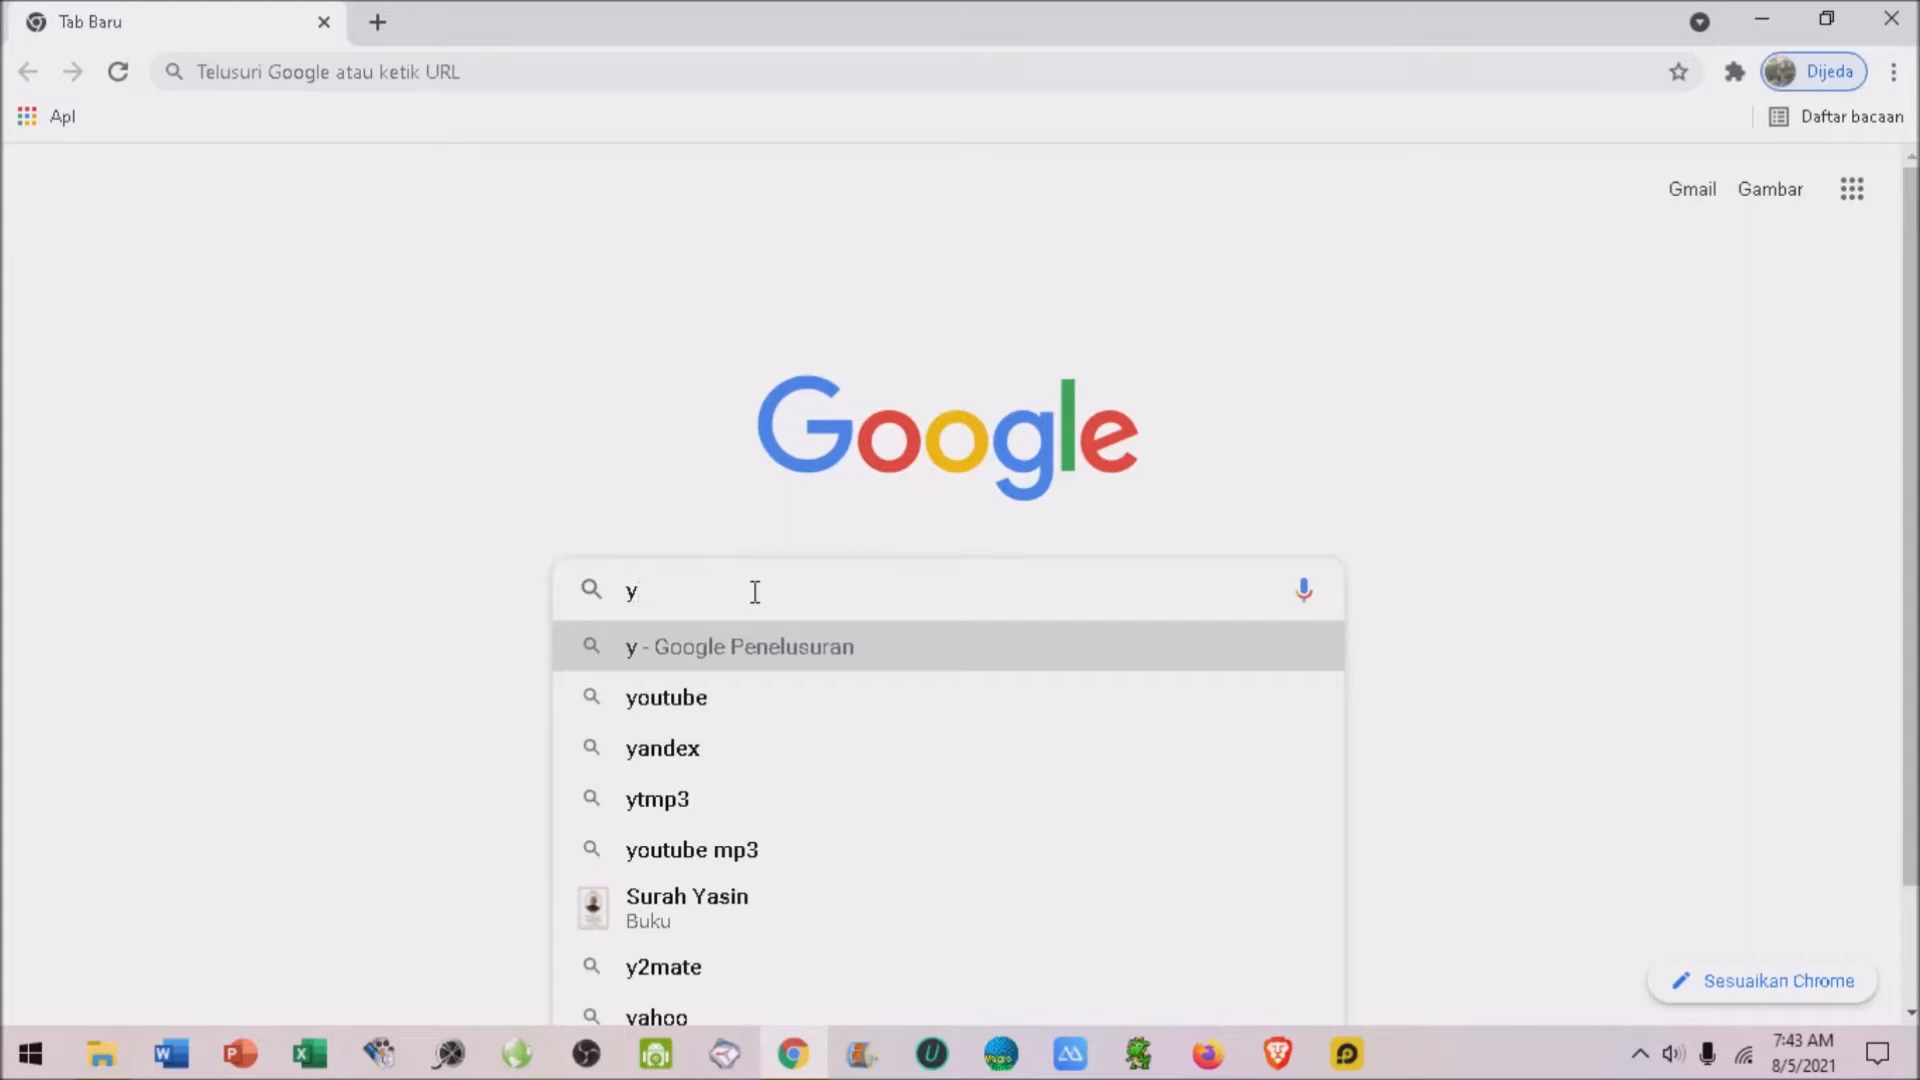 Tab Baru
Telusuri Google atau ketik URL
Dijeda
Apl
Daftar bacaan
Gmail Gambar
Google
y
y - Google Penelusuran
youtube
yandex
ytmp3
youtube mp3
Surah Yasin
Buku
y2mate
yahoo
Sesuaikan Chrome
7:43 AM
8/5/2021